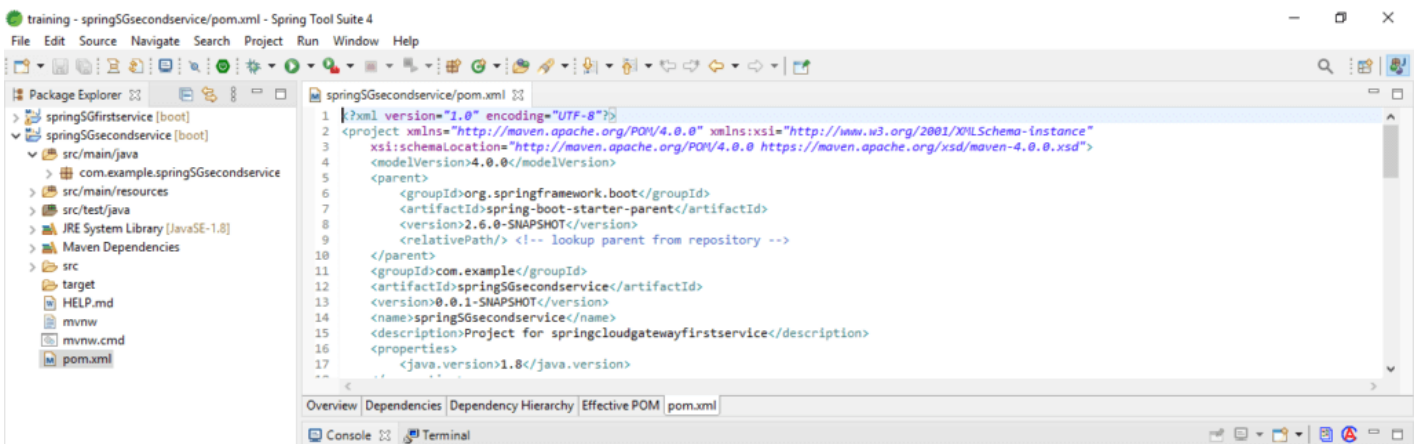 training - springSGsecondservice/pom.xml - Spring Tool Suite 4
File Edit Source Navigate Search Project Run Window Help
Package Explorer
springSGsecondservice/pom.xml
springSGfirstservice [boot]
springSGsecondservice [boot]
src/main/java
com.example.springSGsecondservice
src/main/resources
src/test/java
JRE System Library [JavaSE-1.8]
Maven Dependencies
src
target
HELP.md
mvnw
mvnw.cmd
pom.xml
1 <?xml version="1.0" encoding="UTF-8"?>
2 <project xmlns="http://maven.apache.org/POM/4.0.0" xmlns:xsi="http://www.w3.org/2001/XMLSchema-instance"
3 xsi:schemaLocation="http://maven.apache.org/POM/4.0.0 https://maven.apache.org/xsd/maven-4.0.0.xsd">
4 <modelVersion>4.0.0</modelVersion>
5 <parent>
6 <groupId>org.springframework.boot</groupId>
7 <artifactId>spring-boot-starter-parent</artifactId>
8 <version>2.6.0-SNAPSHOT</version>
9 <relativePath/> <!-- lookup parent from repository -->
10 </parent>
11 <groupId>com.example</groupId>
12 <artifactId>springSGsecondservice</artifactId>
13 <version>0.0.1-SNAPSHOT</version>
14 <name>springSGsecondservice</name>
15 <description>Project for springcloudgatewayfirstservice</description>
16 <properties>
17 <java.version>1.8</java.version>
Overview Dependencies Dependency Hierarchy Effective POM pom.xml
Console Terminal